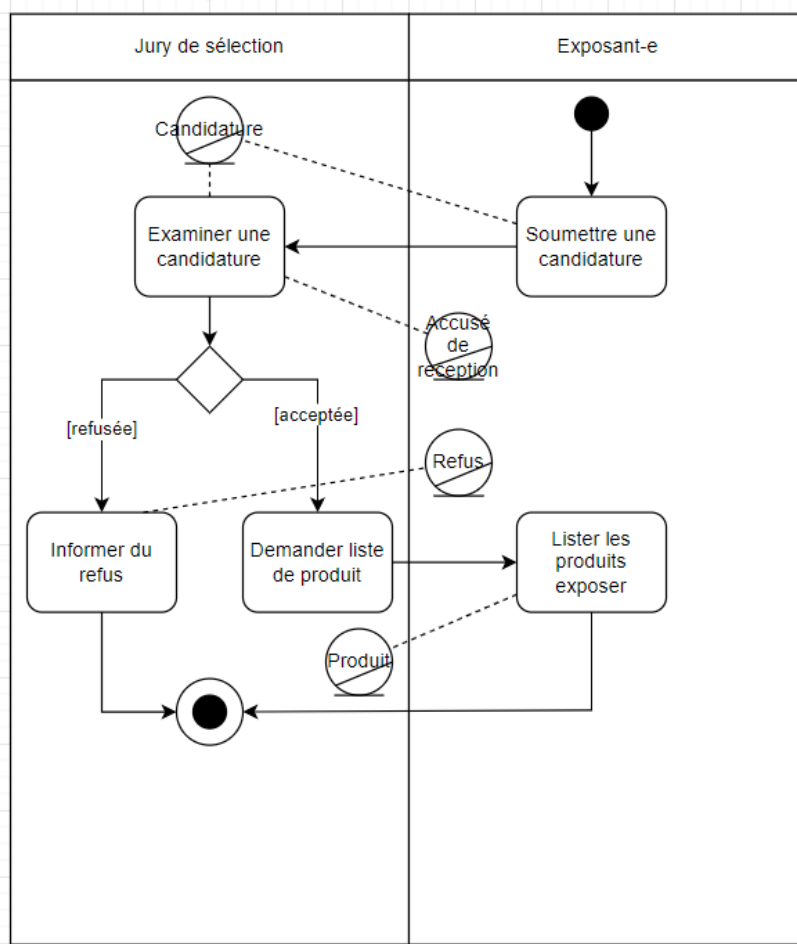 Jury de sélection
Exposant-e
Candidature
Examiner une
candidature
Soumettre une
candidature
Accusé
de
reception
[refusée]
[acceptée]
Refus
Informer du
refus
Demander liste
de produit
Lister les
produits
exposer
Produit